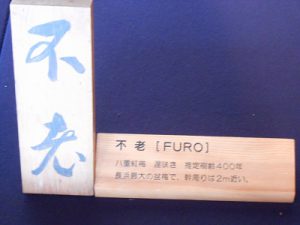 不老
不老 [FURO]
八重紅梅 遅咲き 推定樹齢400年
長浜最大の盆梅で、幹周りは2m近い。